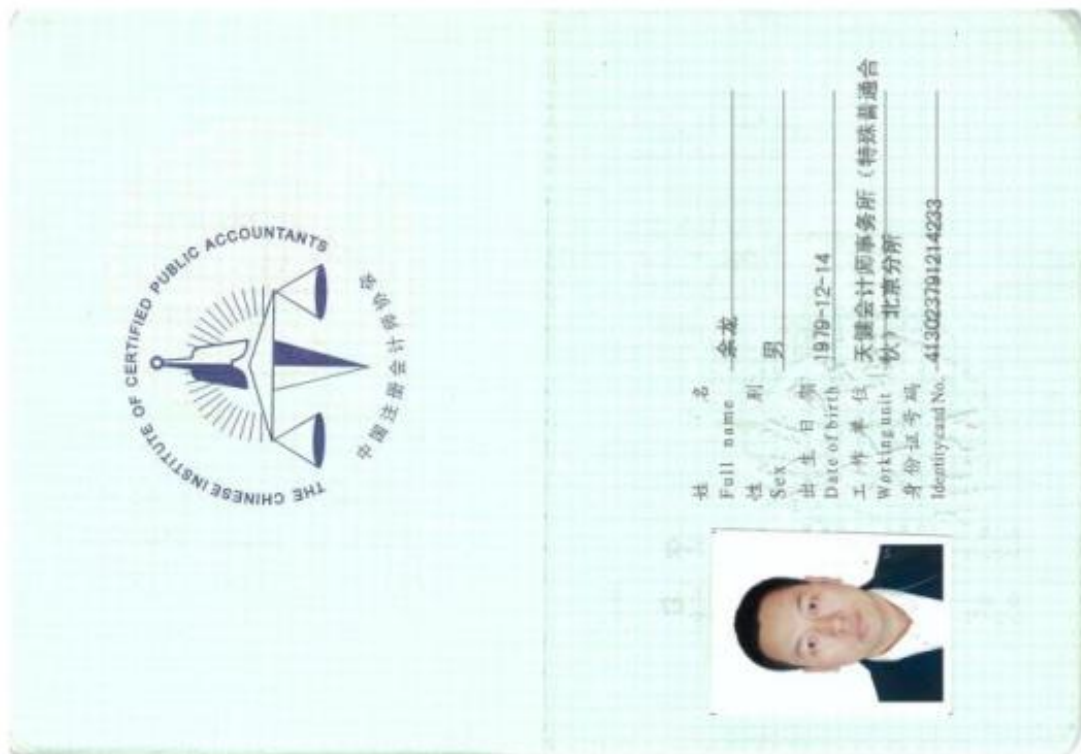 THE CHINESE INSTITUTE OF CERTIFIED PUBLIC ACCOUNTANTS
中国注册会计师协会
姓 名 余龙
Full name
性 别 男
Sex
出生日期 1979-12-14
Date of birth
工作单位 天健会计师事务所（特殊普通合
Working unit 伙）北京分所
身份证号码 413023791214233
Identity card No.